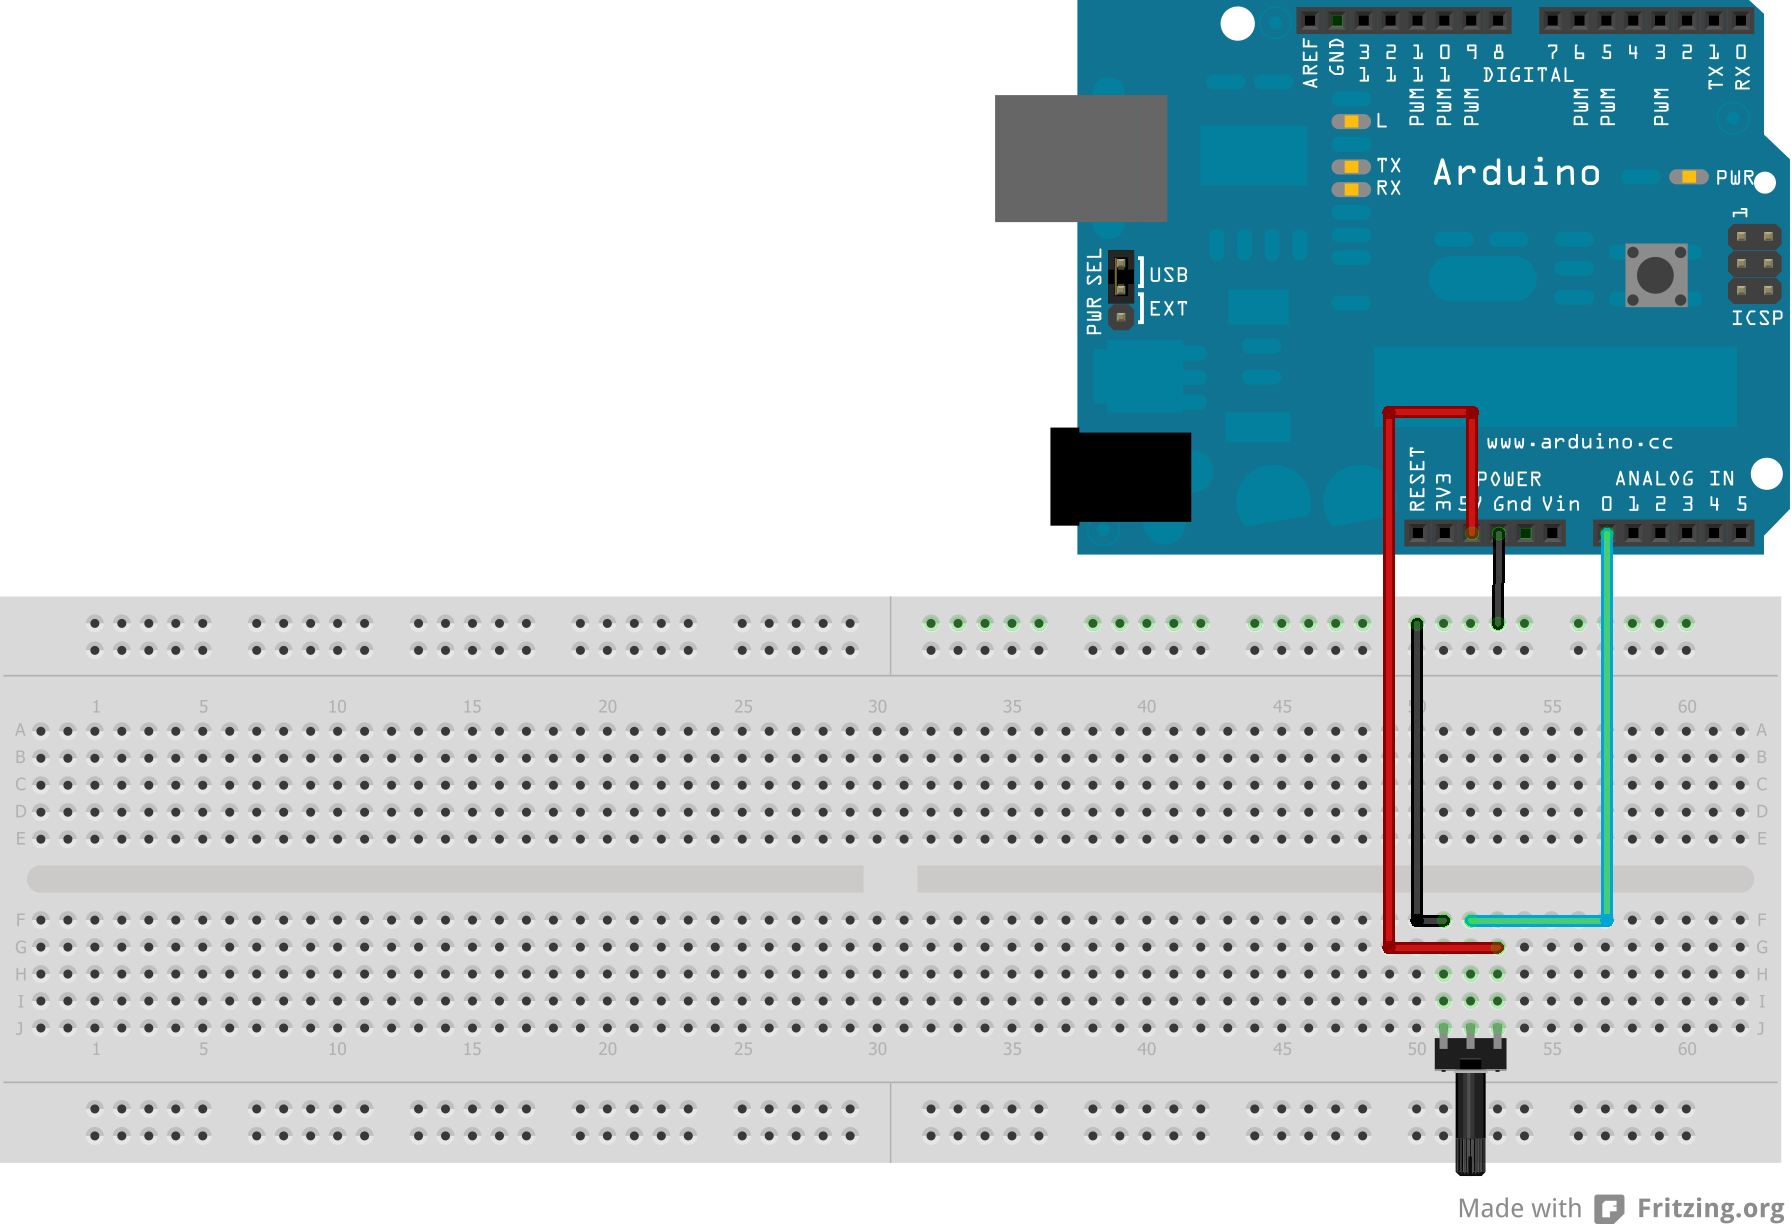 AREF GND 13 12 11 10 9 8 7 6 5 4 3 2 TX 1 RX 0
DIGITAL
PWM PWM PWM PWM PWM PWM
L
TX
RX
Arduino
PWR
1
ICSP
PWR SEL
USB
EXT
www.arduino.cc
POWER
ANALOG IN
RESET 3V3 5V Gnd Vin 0 1 2 3 4 5
1 5 10 15 20 25 30 35 40 45 50 55 60
A A
B B
C C
D D
E E
F F
G G
H H
I I
J J
1 5 10 15 20 25 30 35 40 45 50 55 60
Made with Fritzing.org